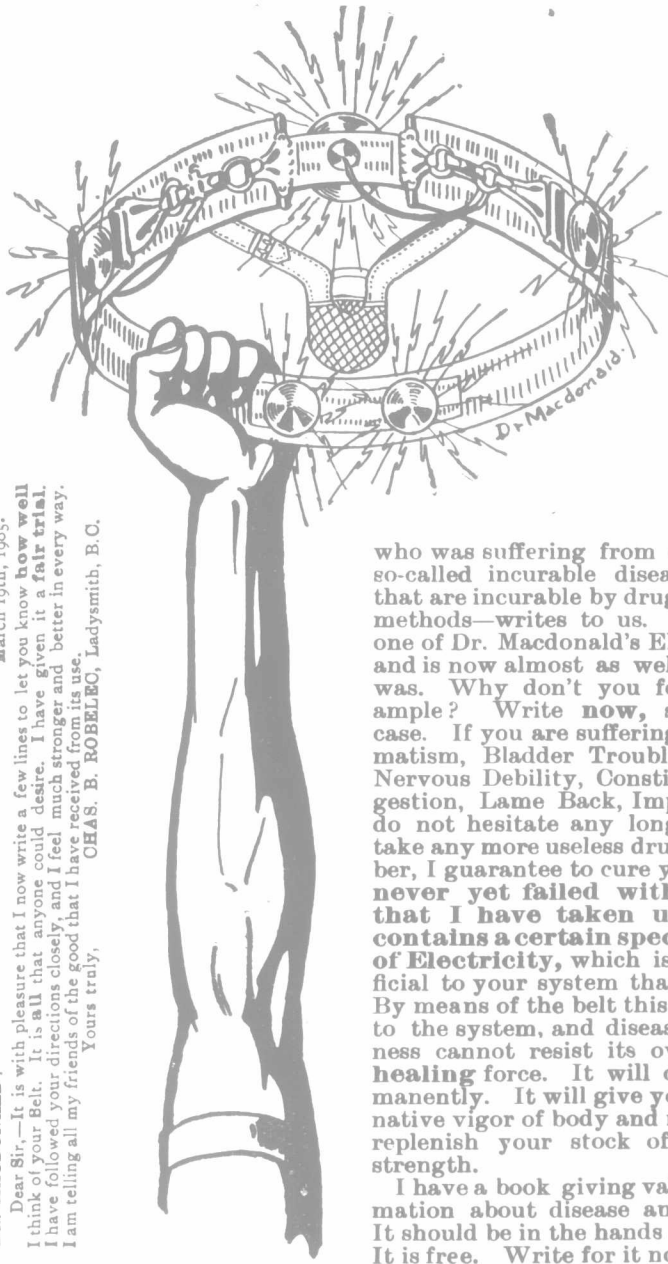 Dr Macdonald.
March 19th, 1905.
Dear Sir,—It is with pleasure that I now write a few lines to let you know how well
I think of your Belt. It is all that anyone could desire. I have given it a fair trial.
I have followed your directions closely, and I feel much stronger and better in every way.
I am telling all my friends of the good that I have received from its use.
Yours truly,
CHAS. B. ROBELEC, Ladysmith, B.C.
who was suffering from
so-called incurable disea
that are incurable by drug
methods—writes to us.
one of Dr. Macdonald's E
and is now almost as wel
was. Why don't you fo
ample? Write now, s
case. If you are suffering
matism, Bladder Troubl
Nervous Debility, Consti
gestion, Lame Back, Imp
do not hesitate any long
take any more useless dru
ber, I guarantee to cure y
never yet failed with
that I have taken u
contains a certain spec
of Electricity, which is
ficial to your system tha
By means of the belt this
to the system, and diseas
ness cannot resist its ov
healing force. It will c
manently. It will give yo
native vigor of body and
replenish your stock of
strength.
I have a book giving va
mation about disease an
It should be in the hands
It is free. Write for it no